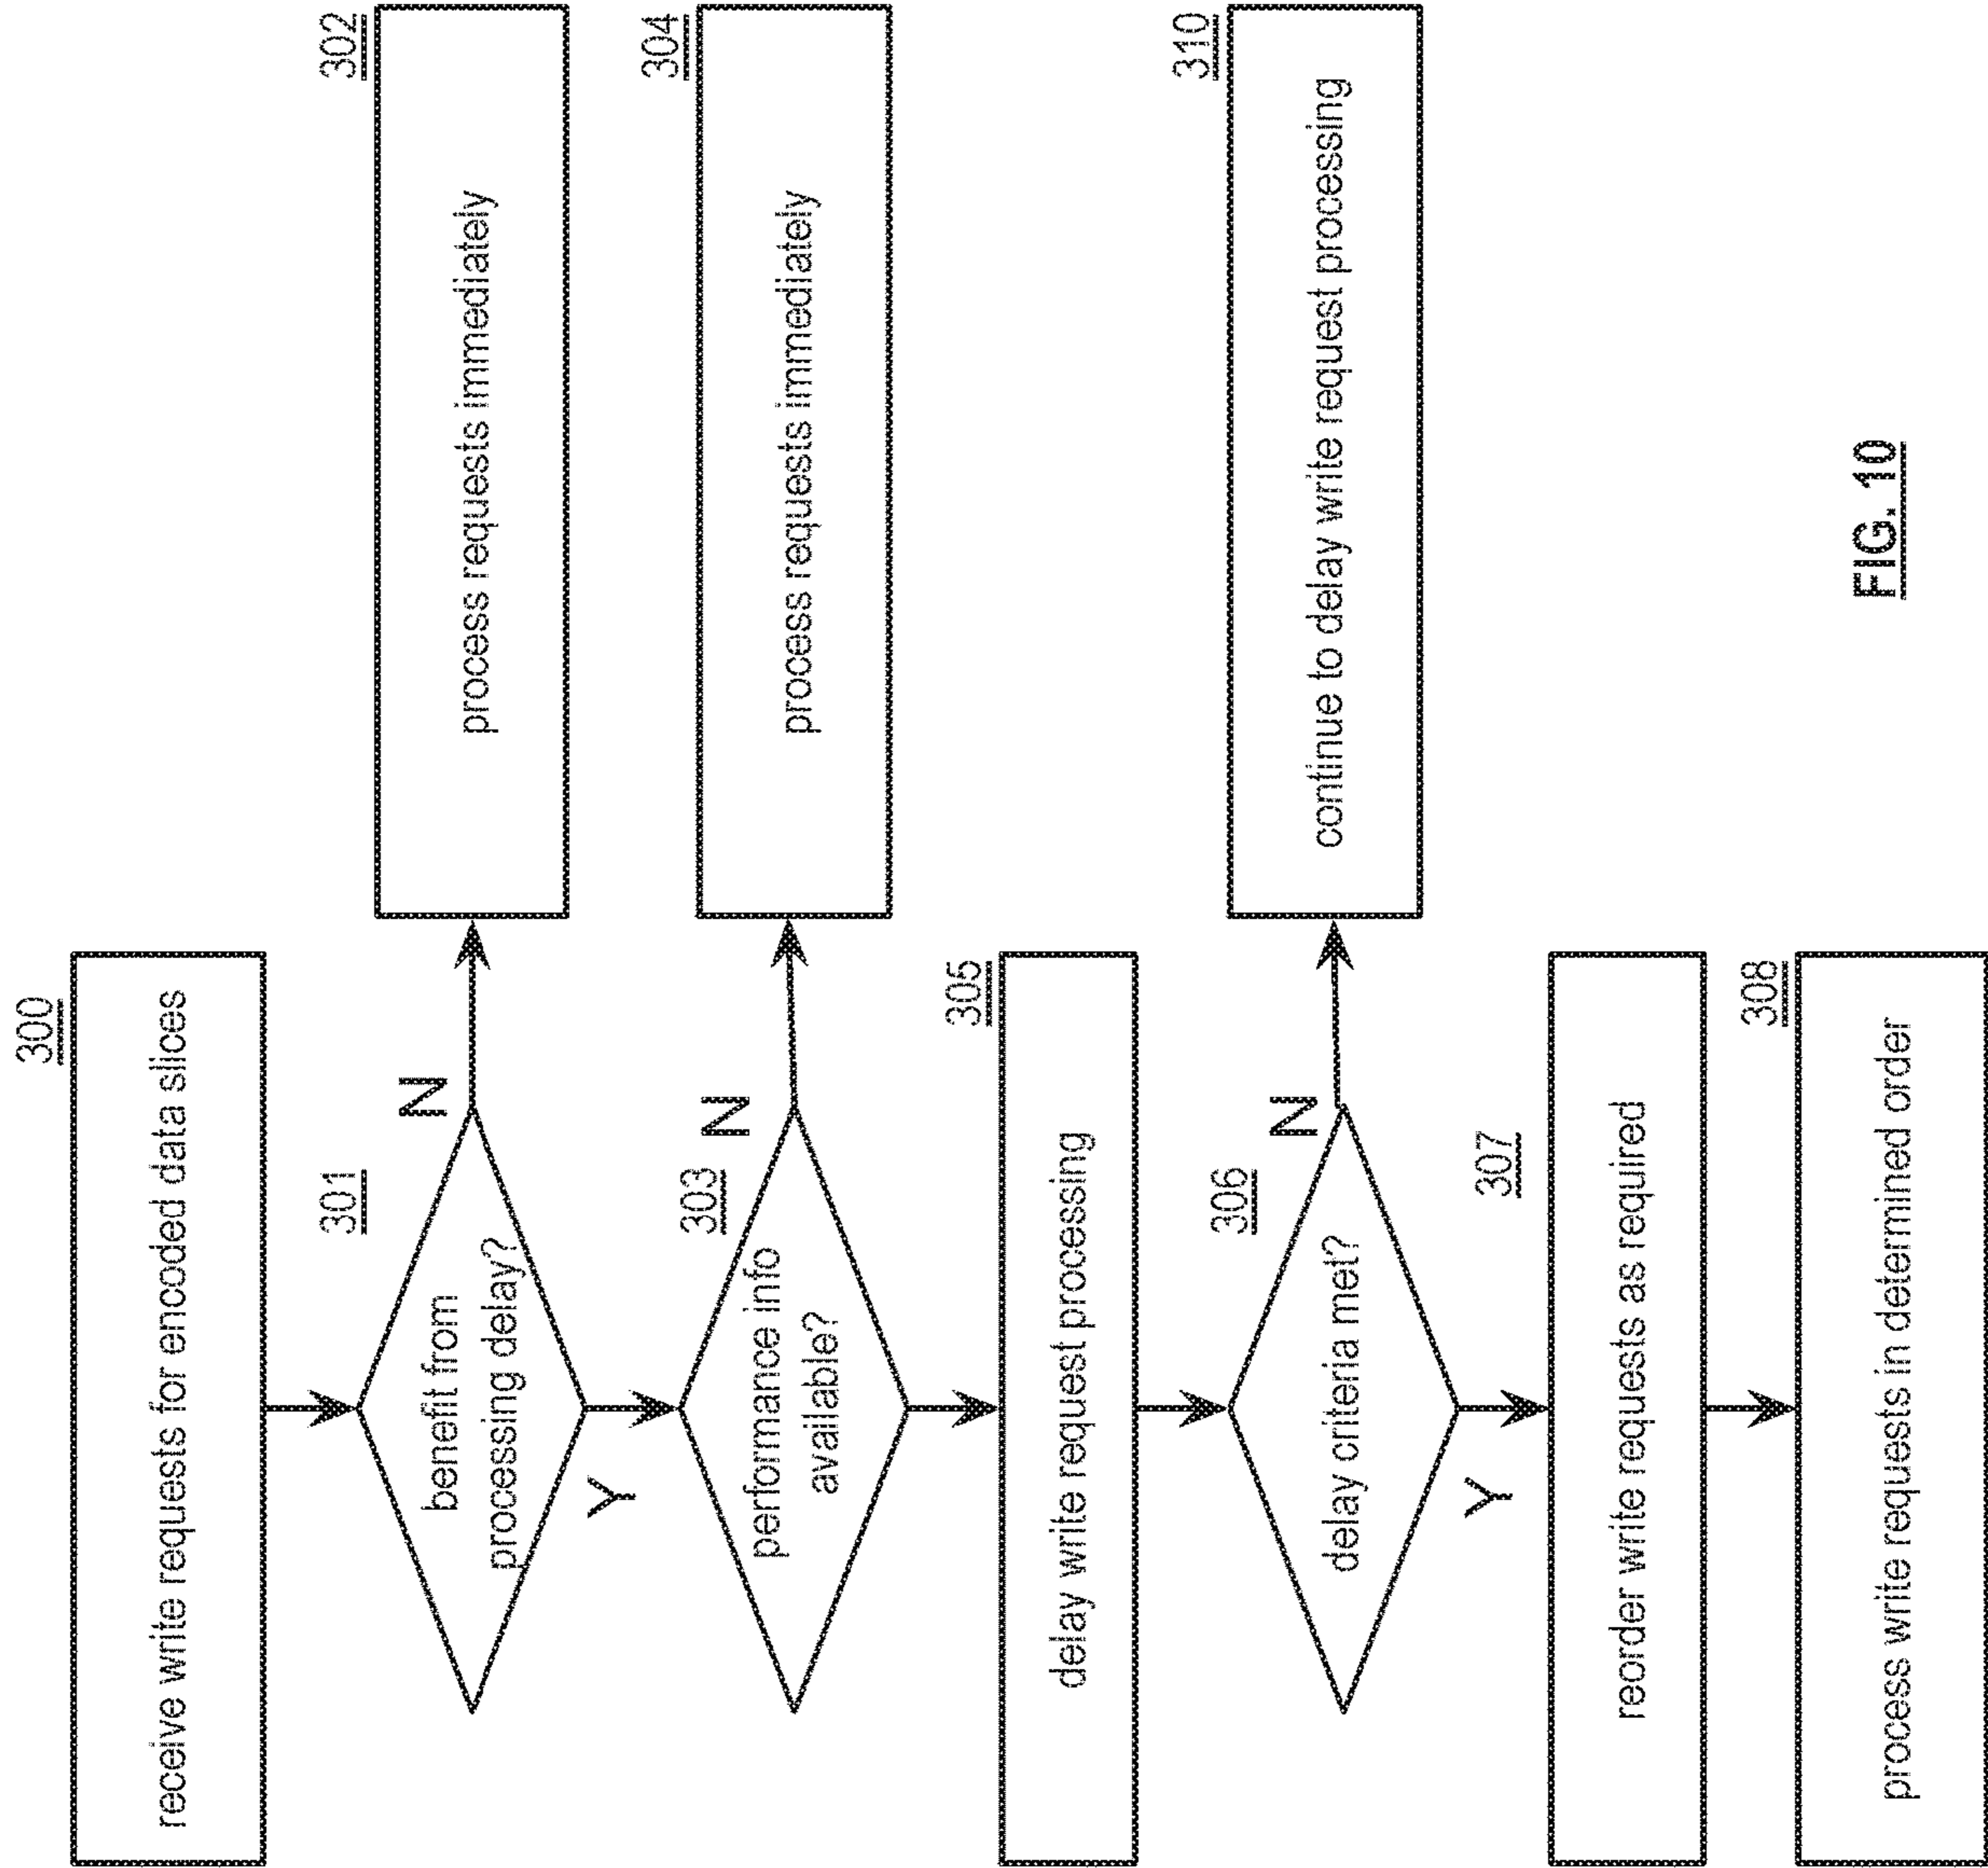 300
receive write requests for encoded data slices
301
benefit from
processing delay?
N
302
process requests immediately
Y
303
performance info
available?
N
304
process requests immediately
305
delay write request processing
306
delay criteria met?
N
310
continue to delay write request processing
Y
307
reorder write requests as required
308
process write requests in determined order
FIG. 10